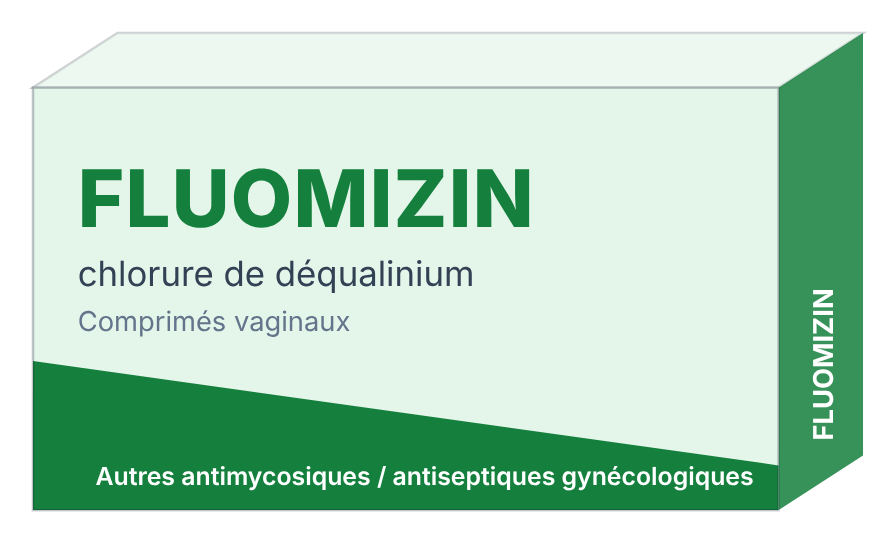 FLUOMIZIN
chlorure de déqualinium
Comprimés vaginaux
Autres antimycosiques / antiseptiques gynécologiques
FLUOMIZIN